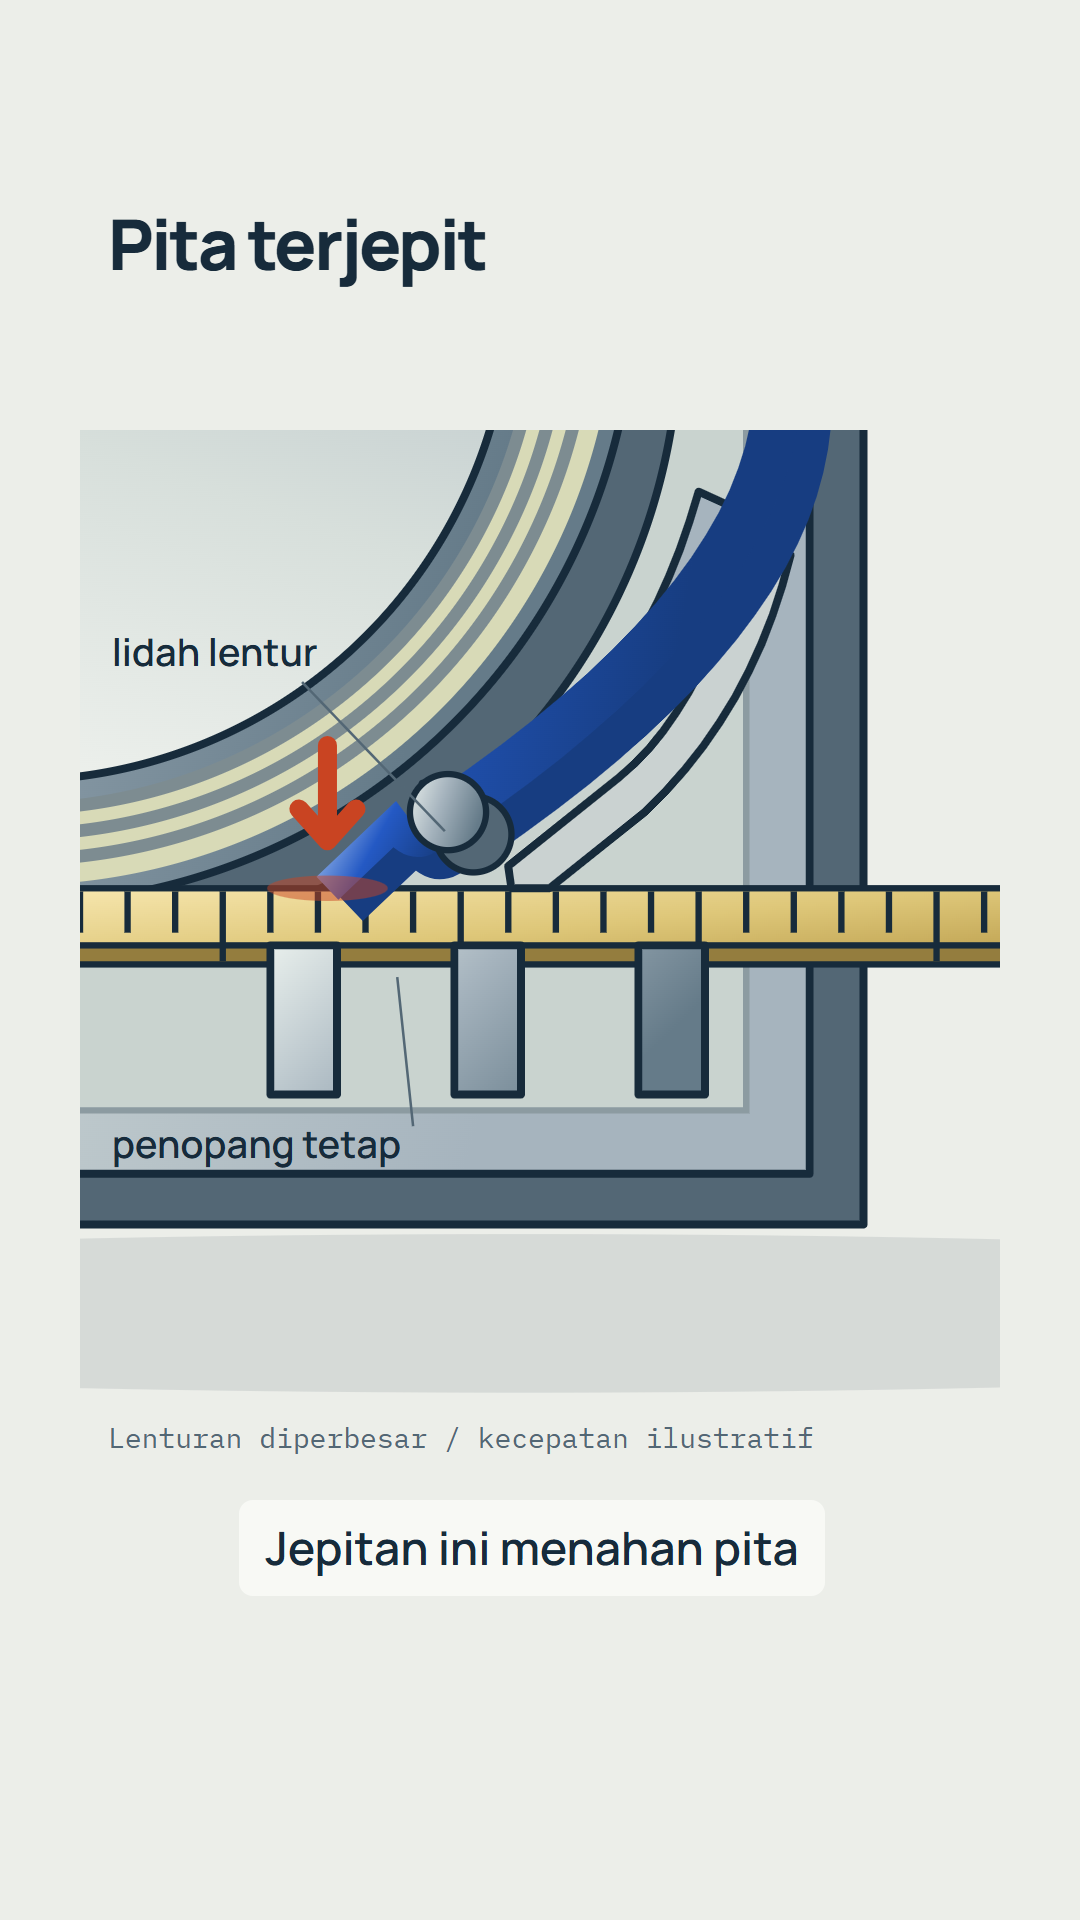 Pita terjepit
lidah lentur
penopang tetap
Lenturan diperbesar / kecepatan ilustratif
Jepitan ini menahan pita